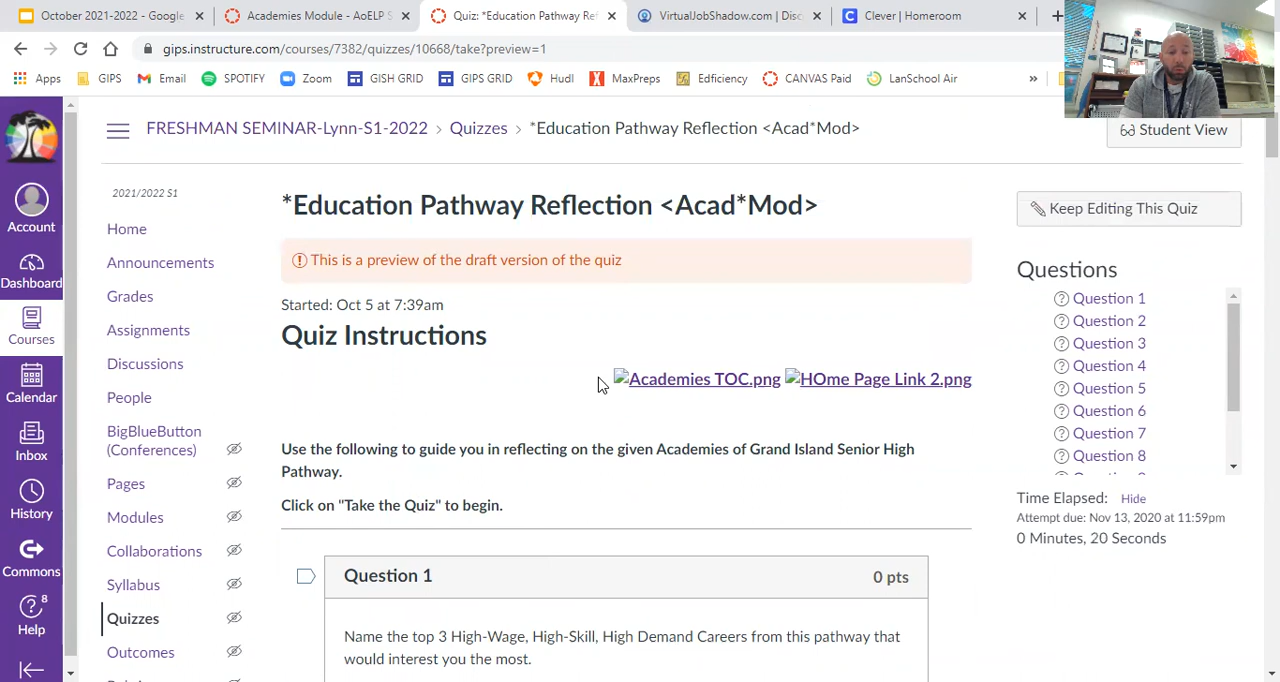 October 2021-2022 - Google
Academies Module - AoELP S
Quiz: *Education Pathway Ref
VirtualJobShadow.com | Disc
Clever | Homeroom
gips.instructure.com/courses/7382/quizzes/10668/take?preview=1
Apps
GIPS
Email
SPOTIFY
Zoom
GISH GRID
GIPS GRID
Hudl
MaxPreps
Edficiency
CANVAS Paid
LanSchool Air
»
FRESHMAN SEMINAR-Lynn-S1-2022 › Quizzes › *Education Pathway Reflection <Acad*Mod>
Student View
Account
Dashboard
Courses
Calendar
Inbox
History
Commons
8
Help
2021/2022 S1
Home
Announcements
Grades
Assignments
Discussions
People
BigBlueButton
(Conferences)
Pages
Modules
Collaborations
Syllabus
Quizzes
Outcomes
*Education Pathway Reflection <Acad*Mod>
This is a preview of the draft version of the quiz
Started: Oct 5 at 7:39am
Quiz Instructions
Academies TOC.png HOme Page Link 2.png
Use the following to guide you in reflecting on the given Academies of Grand Island Senior High
Pathway.
Click on "Take the Quiz" to begin.
Question 1
0 pts
Name the top 3 High-Wage, High-Skill, High Demand Careers from this pathway that
would interest you the most.
Keep Editing This Quiz
Questions
Question 1
Question 2
Question 3
Question 4
Question 5
Question 6
Question 7
Question 8
Time Elapsed: Hide
Attempt due: Nov 13, 2020 at 11:59pm
0 Minutes, 20 Seconds